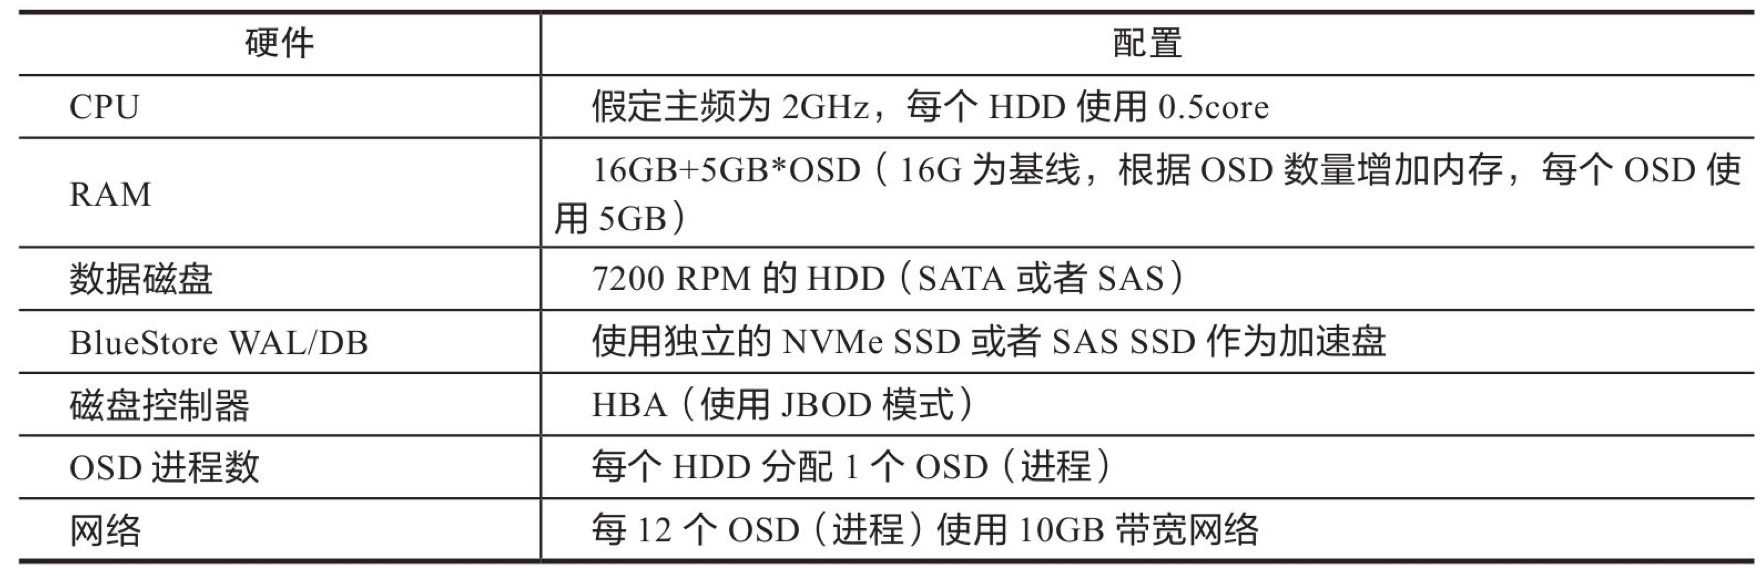 硬件 配置
CPU 假定主频为 2GHz，每个 HDD 使用 0.5core
RAM 16GB+5GB*OSD（16G 为基线，根据 OSD 数量增加内存，每个 OSD 使
用 5GB）
数据磁盘 7200 RPM 的 HDD（SATA 或者 SAS）
BlueStore WAL/DB 使用独立的 NVMe SSD 或者 SAS SSD 作为加速盘
磁盘控制器 HBA（使用 JBOD 模式）
OSD 进程数 每个 HDD 分配 1 个 OSD（进程）
网络 每 12 个 OSD（进程）使用 10GB 带宽网络